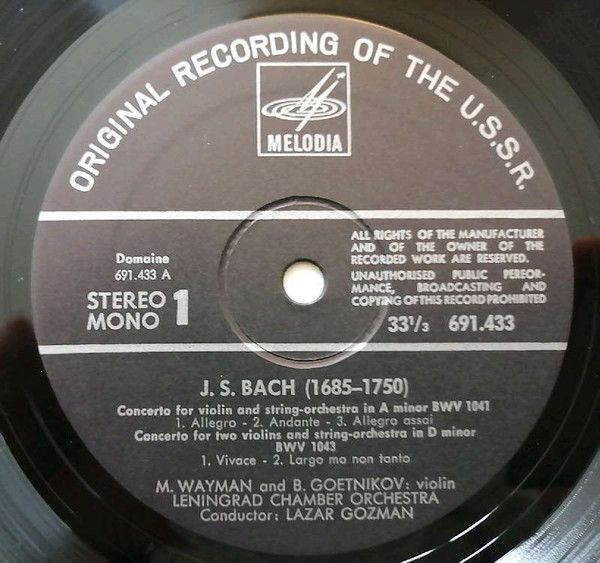 ORIGINAL RECORDING OF THE U.S.S.R.
MELODIA
Domaine
691.433 A
STEREO
MONO 1
ALL RIGHTS OF THE MANUFACTURER
AND OF THE OWNER OF THE
RECORDED WORK ARE RESERVED.
UNAUTHORISED PUBLIC PEREOR-
MANCE, BROADCASTING AND
COPYING OF THIS RECORD PROHIBITED
33⅓ 691.433
J. S. BACH (1685–1750)
Concerto for violin and string-orchestra in A minor BWV 1041
1. Allegro - 2. Andante - 3. Allegro assai
Concerto for two violins and string-orchestra in D minor
BWV 1043
1. Vivace - 2. Largo mo non tanto
M. WAYMAN and B. GOETNIKOV: violin
LENINGRAD CHAMBER ORCHESTRA
Conductor: LAZAR GOZMAN